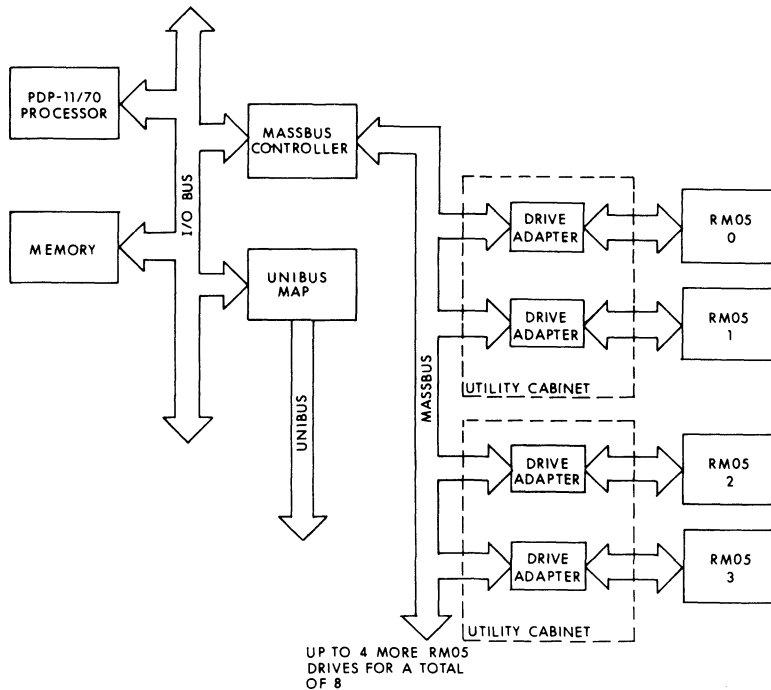 PDP-11/70
PROCESSOR
MEMORY
I/O BUS
MASSBUS
CONTROLLER
UNIBUS
MAP
UNIBUS
MASSBUS
DRIVE
ADAPTER
RM05
0
DRIVE
ADAPTER
RM05
1
UTILITY CABINET
DRIVE
ADAPTER
RM05
2
DRIVE
ADAPTER
RM05
3
UTILITY CABINET
UP TO 4 MORE RM05
DRIVES FOR A TOTAL
OF 8